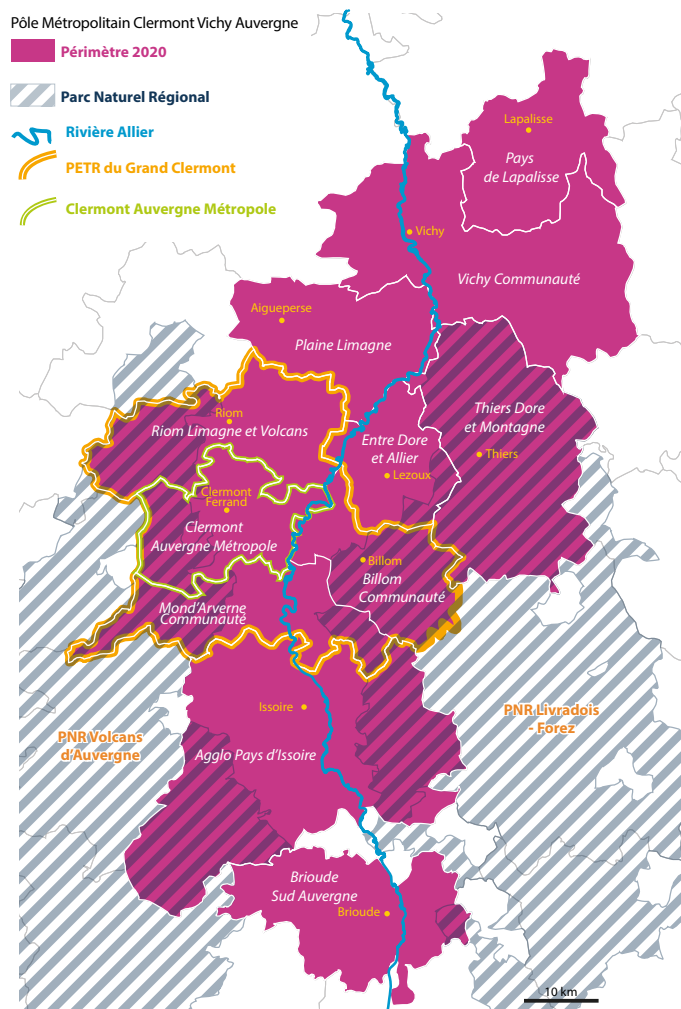 Pôle Métropolitain Clermont Vichy Auvergne
Périmètre 2020
Parc Naturel Régional
Rivière Allier
PETR du Grand Clermont
Clermont Auvergne Métropole
Lapalisse
Pays
de Lapalisse
Vichy
Vichy Communauté
Aigueperse
Plaine Limagne
Thiers Dore
et Montagne
Riom
Riom Limagne et Volcans
Entre Dore
et Allier
Thiers
Lezoux
Clermont
Ferrand
Clermont
Auvergne Métropole
Billom
Billom
Communauté
Mond'Arverne
Communauté
Issoire
PNR Livradois
- Forez
PNR Volcans
d'Auvergne
Agglo Pays d'Issoire
Brioude
Sud Auvergne
Brioude
10 km